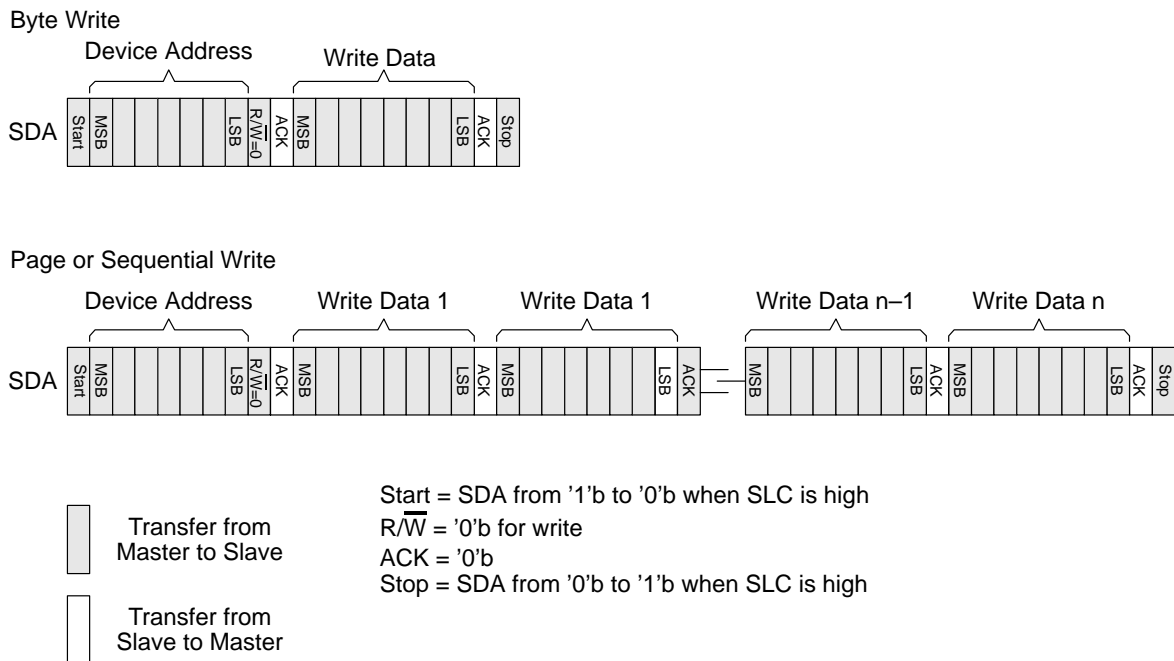 Byte Write
Device Address Write Data
SDA Start MSB LSB R/W̅=0 ACK MSB LSB ACK Stop
Page or Sequential Write
Device Address Write Data 1 Write Data 1 Write Data n–1 Write Data n
SDA Start MSB LSB R/W̅=0 ACK MSB LSB ACK MSB LSB ACK MSB LSB ACK MSB LSB ACK Stop
Start = SDA from '1'b to '0'b when SLC is high
R/W̅ = '0'b for write
ACK = '0'b
Stop = SDA from '0'b to '1'b when SLC is high
Transfer from
Master to Slave
Transfer from
Slave to Master